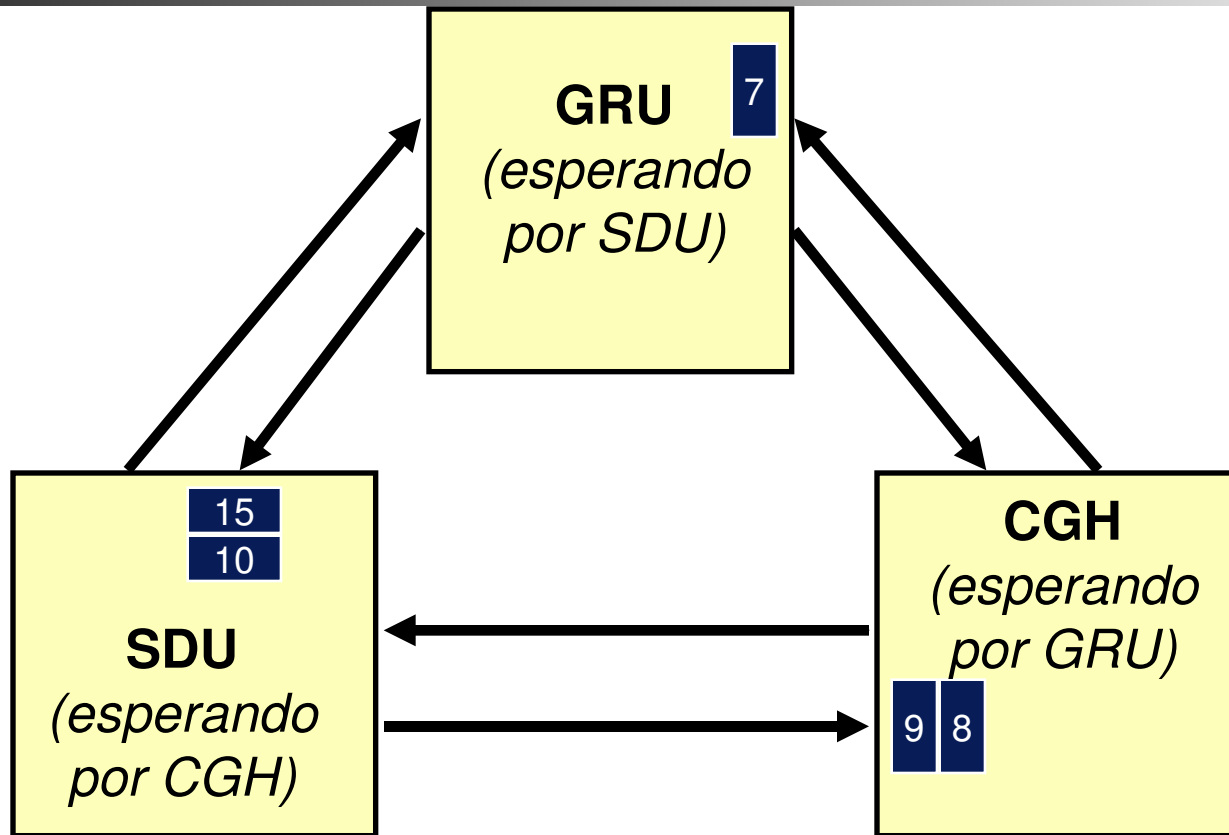 GRU
7
(esperando
por SDU)
15
10
SDU
(esperando
por CGH)
CGH
(esperando
por GRU)
9 8